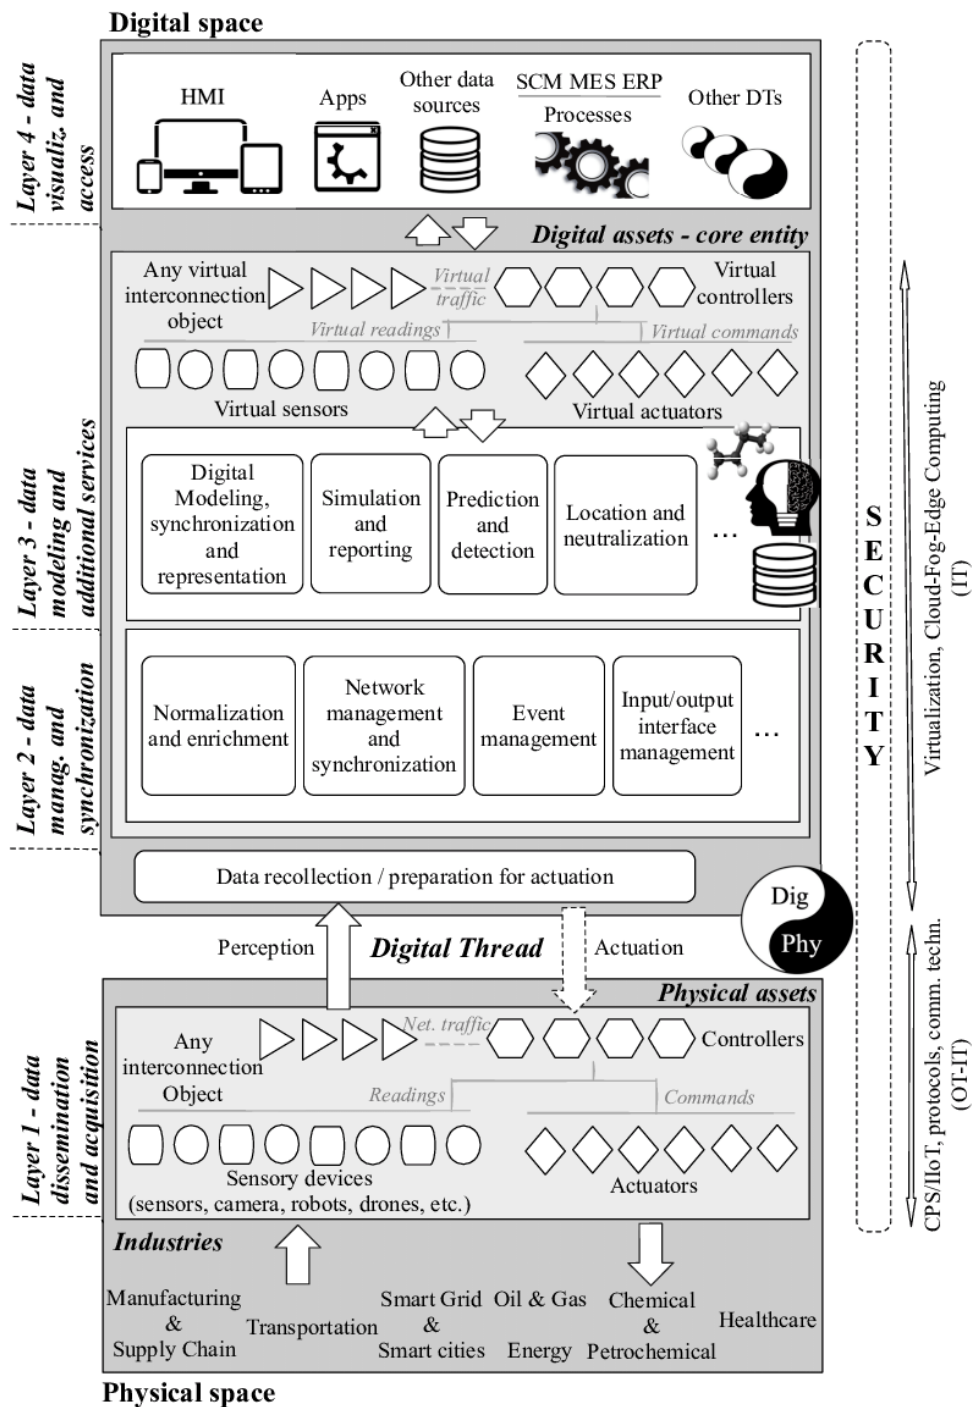 Digital space
Layer 4 - data
visualiz. and
access
HMI
Apps
Other data
sources
SCM MES ERP
Processes
Other DTs
Digital assets - core entity
Any virtual
interconnection
object
Virtual
traffic
Virtual
controllers
Virtual readings
Virtual commands
Virtual sensors
Virtual actuators
Layer 3 - data
modeling and
additional services
Digital
Modeling,
synchronization
and
representation
Simulation
and
reporting
Prediction
and
detection
Location and
neutralization
...
Layer 2 - data
manag. and
synchronization
Normalization
and enrichment
Network
management
and
synchronization
Event
management
Input/output
interface
management
...
Data recollection / preparation for actuation
Perception
Digital Thread
Actuation
Dig
Phy
Physical assets
Layer 1 - data
dissemination
and acquisition
Any
interconnection
Object
Net. traffic
Controllers
Readings
Commands
Sensory devices
(sensors, camera, robots, drones, etc.)
Actuators
Industries
Manufacturing
&
Supply Chain
Transportation
Smart Grid
&
Smart cities
Oil & Gas
Energy
Chemical
&
Petrochemical
Healthcare
Physical space
SECURITY
Virtualization, Cloud-Fog-Edge Computing
(IT)
CPS/IIoT, protocols, comm. techn.
(OT-IT)